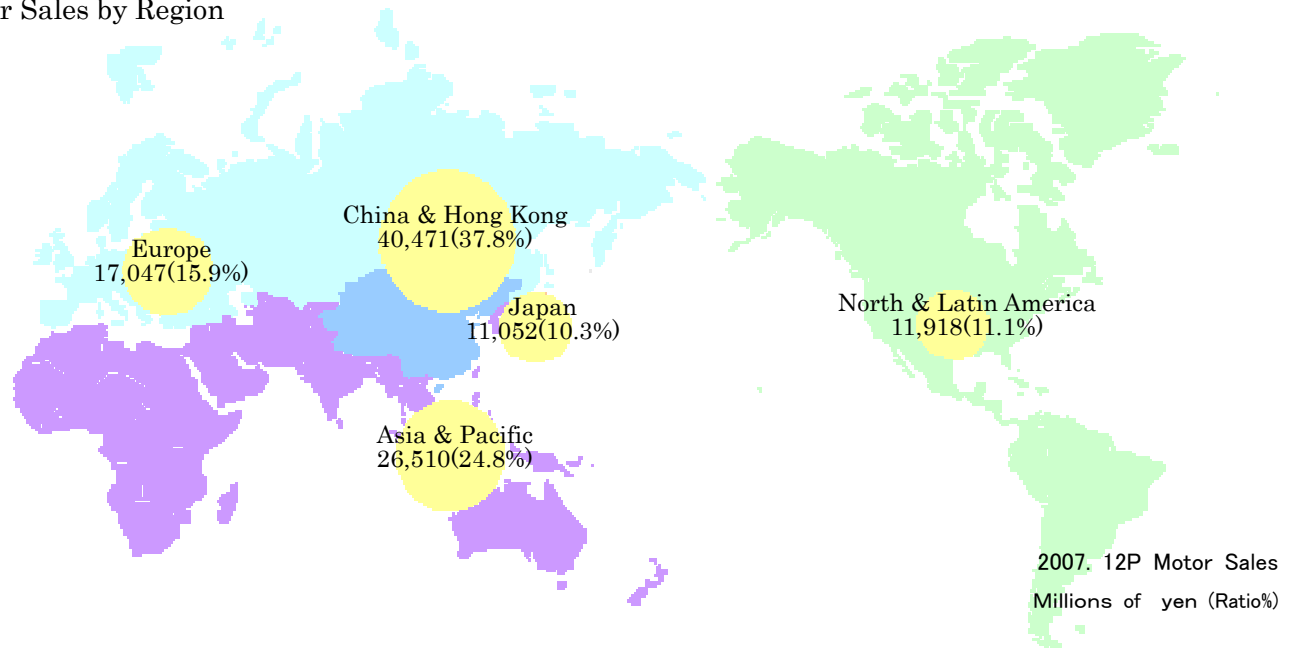 r Sales by Region
China & Hong Kong
40,471(37.8%)
Europe
17,047(15.9%)
Japan
11,052(10.3%)
North & Latin America
11,918(11.1%)
Asia & Pacific
26,510(24.8%)
2007. 12P Motor Sales
Millions of yen (Ratio%)